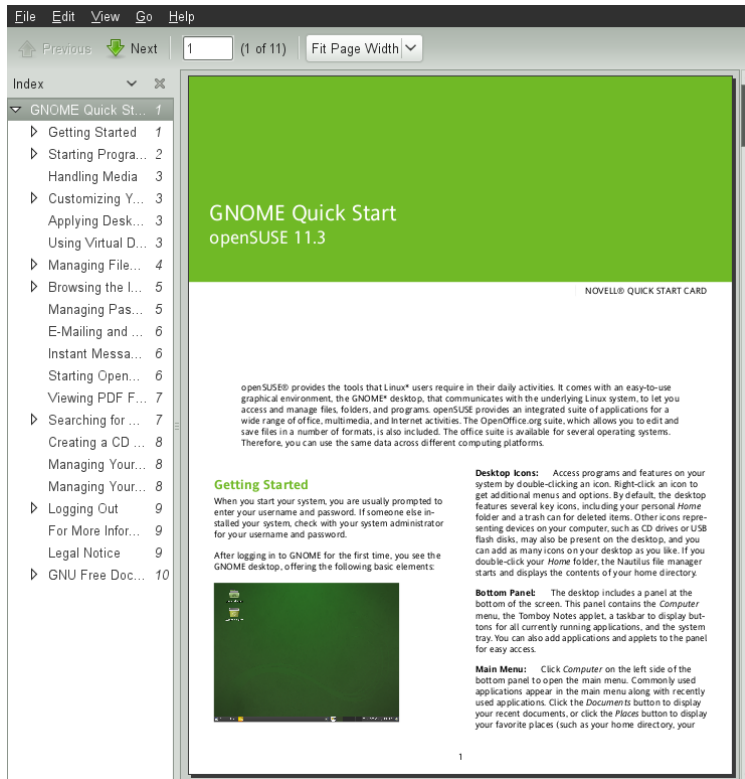 File Edit View Go Help
Previous Next 1 (1 of 11) Fit Page Width
Index
GNOME Quick St... 1
Getting Started 1
Starting Progra... 2
Handling Media 3
Customizing Y... 3
Applying Desk... 3
Using Virtual D... 3
Managing File... 4
Browsing the I... 5
Managing Pas... 5
E-Mailing and ... 6
Instant Messa... 6
Starting Open... 6
Viewing PDF F... 7
Searching for ... 7
Creating a CD ... 8
Managing Your... 8
Managing Your... 8
Logging Out 9
For More Infor... 9
Legal Notice 9
GNU Free Doc... 10
GNOME Quick Start
openSUSE 11.3
NOVELL® QUICK START CARD
openSUSE® provides the tools that Linux* users require in their daily activities. It comes with an easy-to-use
graphical environment, the GNOME* desktop, that communicates with the underlying Linux system, to let you
access and manage files, folders, and programs. openSUSE provides an integrated suite of applications for a
wide range of office, multimedia, and Internet activities. The OpenOffice.org suite, which allows you to edit and
save files in a number of formats, is also included. The office suite is available for several operating systems.
Therefore, you can use the same data across different computing platforms.
Getting Started
When you start your system, you are usually prompted to
enter your username and password. If someone else in-
stalled your system, check with your system administrator
for your username and password.
After logging in to GNOME for the first time, you see the
GNOME desktop, offering the following basic elements:
Desktop Icons: Access programs and features on your
system by double-clicking an icon. Right-click an icon to
get additional menus and options. By default, the desktop
features several key icons, including your personal Home
folder and a trash can for deleted items. Other icons repre-
senting devices on your computer, such as CD drives or USB
flash disks, may also be present on the desktop, and you
can add as many icons on your desktop as you like. If you
double-click your Home folder, the Nautilus file manager
starts and displays the contents of your home directory.
Bottom Panel: The desktop includes a panel at the
bottom of the screen. This panel contains the Computer
menu, the Tomboy Notes applet, a taskbar to display but-
tons for all currently running applications, and the system
tray. You can also add applications and applets to the panel
for easy access.
Main Menu: Click Computer on the left side of the
bottom panel to open the main menu. Commonly used
applications appear in the main menu along with recently
used applications. Click the Documents button to display
your recent documents, or click the Places button to display
your favorite places (such as your home directory, your
1